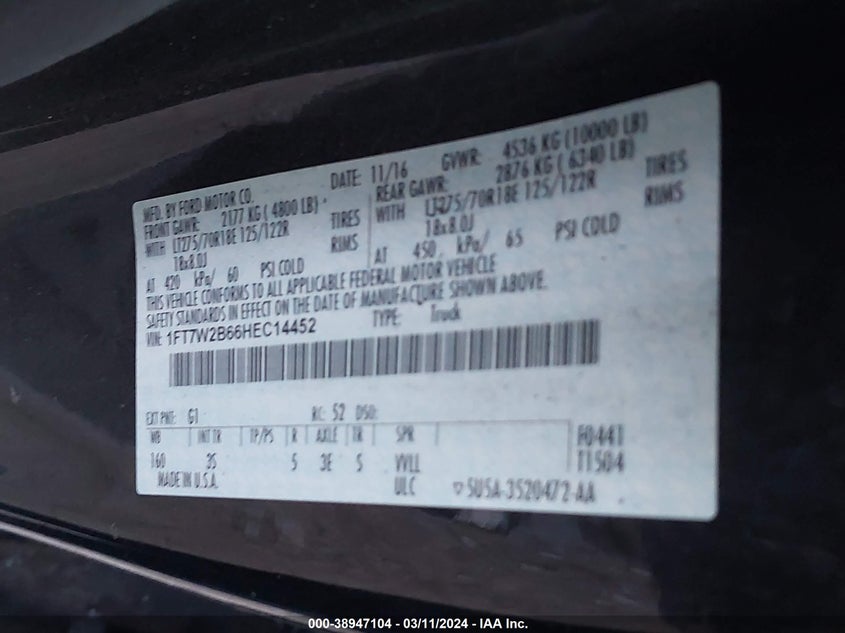 MFD. BY FORD MOTOR CO. DATE: 11/16 GVWR: 4536 KG (10000 LB)
FRONT GAWR: 2177 KG ( 4800 LB) REAR GAWR: 2876 KG ( 6340 LB)
WITH LT275/70R18E 125/122R TIRES WITH LT275/70R18E 125/122R TIRES
18x8.0J RIMS 18x8.0J RIMS
AT 420 kPa/ 60 PSI COLD AT 450 kPa/ 65 PSI COLD
THIS VEHICLE CONFORMS TO ALL APPLICABLE FEDERAL MOTOR VEHICLE
SAFETY STANDARDS IN EFFECT ON THE DATE OF MANUFACTURE SHOWN ABOVE.
VIN: 1FT7W2B66HEC14452 TYPE: Truck
EXT PNT: G1 RC: 52 DSO:
WB INT TR TP/PS R AXLE TR SPR F0441
160 3S 5 3E S VVLL T1504
MADE IN U.S.A. ULC 5U5A-3520472-AA
000-38947104 - 03/11/2024 - IAA Inc.